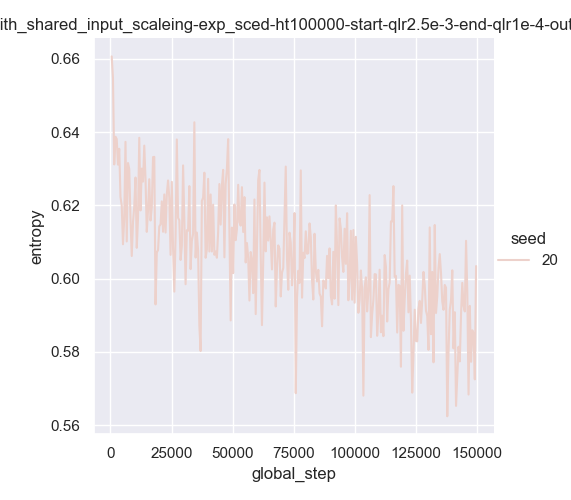 ith_shared_input_scaleing-exp_sced-ht100000-start-qlr2.5e-3-end-qlr1e-4-out
0.66
0.64
0.62
0.60
0.58
0.56
entropy
0 25000 50000 75000 100000 125000 150000
global_step
seed
20